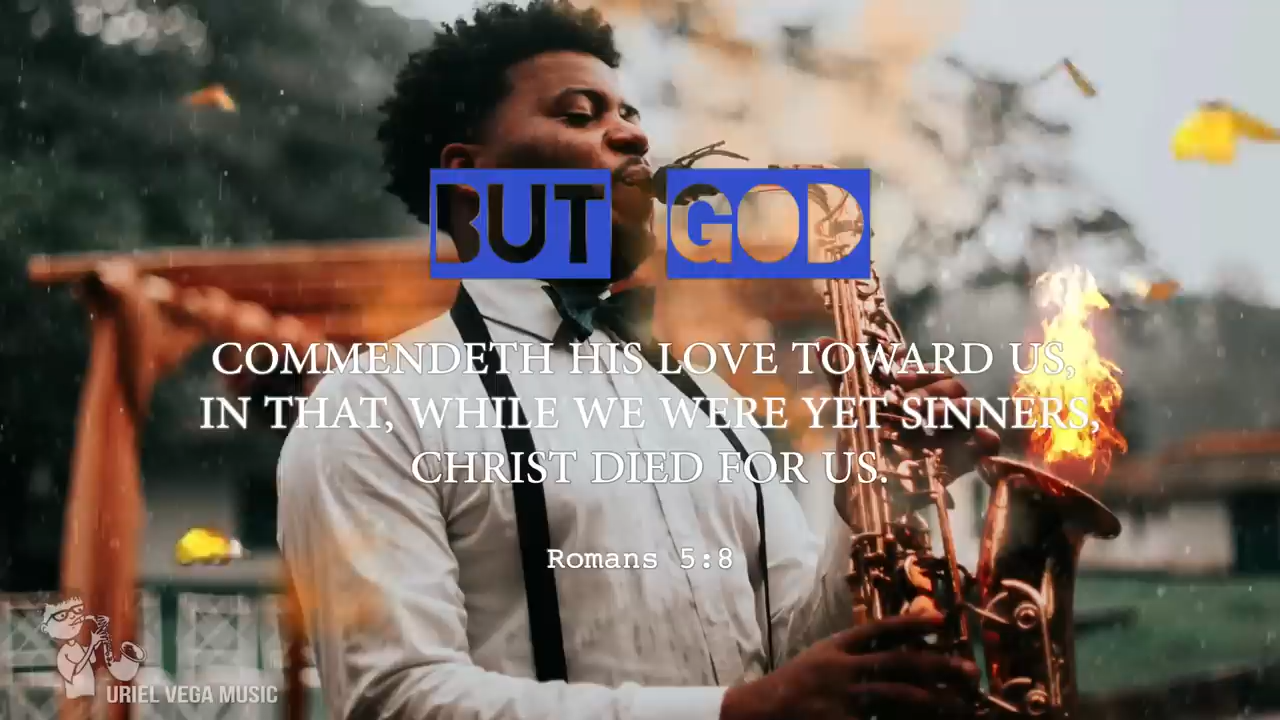 BUT GOD
COMMENDETH HIS LOVE TOWARD US,
IN THAT, WHILE WE WERE YET SINNERS,
CHRIST DIED FOR US.
Romans 5:8
URIEL VEGA MUSIC